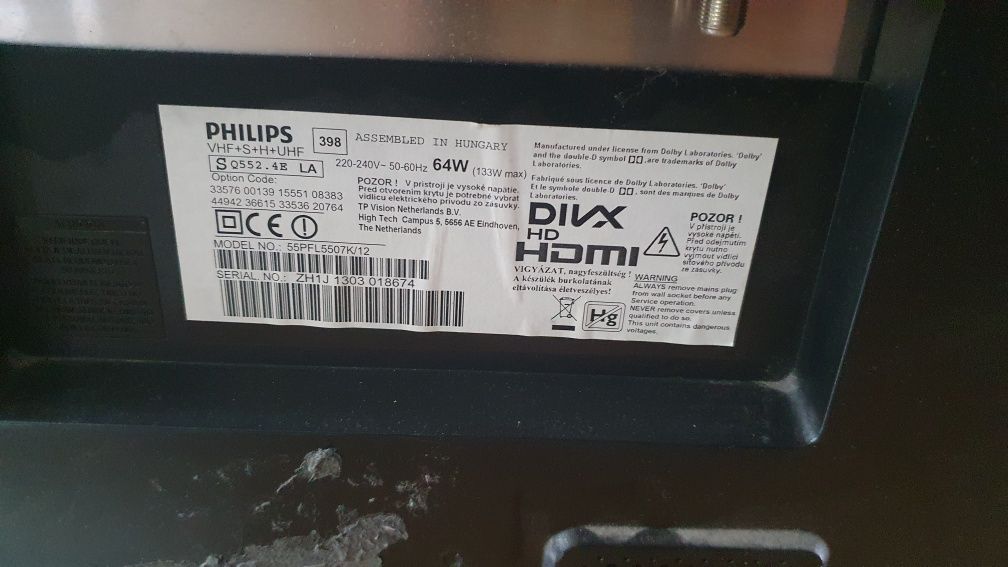 PHILIPS
VHF+S+H+UHF
398
ASSEMBLED IN HUNGARY
S Q552.4E LA
220-240V~ 50-60Hz 64W (133W max)
Option Code:
33576 00139 15551 08383
44942 36615 33536 20764
POZOR ! V prístroji je vysoké napätie.
Pred otvorením krytu je potrebné vybrat
vidlicu elektrického prívodu zo zásuvky.
TP Vision Netherlands B.V.
High Tech Campus 5, 5656 AE Eindhoven,
The Netherlands
CE
MODEL NO.: 55PFL5507K/12
SERIAL NO.: ZH1J 1303 018674
Manufactured under license from Dolby Laboratories. 'Dolby'
and the double-D symbol, are trademarks of Dolby
Laboratories.
Fabriqué sous licence de Dolby Laboratories. 'Dolby'
Et le symbole double D, sont des marques de Dolby
Laboratories.
DIVX
HD
HDMI
POZOR !
V přístroji je
vysoké napětí.
Před odejmutím
krytu nutno
vyjmout vidlici
síťového přívodu
ze zásuvky.
VIGYÁZAT, nagyfeszültség !
A készülék burkolatának
eltávolítása életveszélyes!
Hg
WARNING
ALWAYS remove mains plug
from wall socket before any
Service operation.
NEVER remove covers unless
qualified to do so.
This unit contains dangerous
voltages.